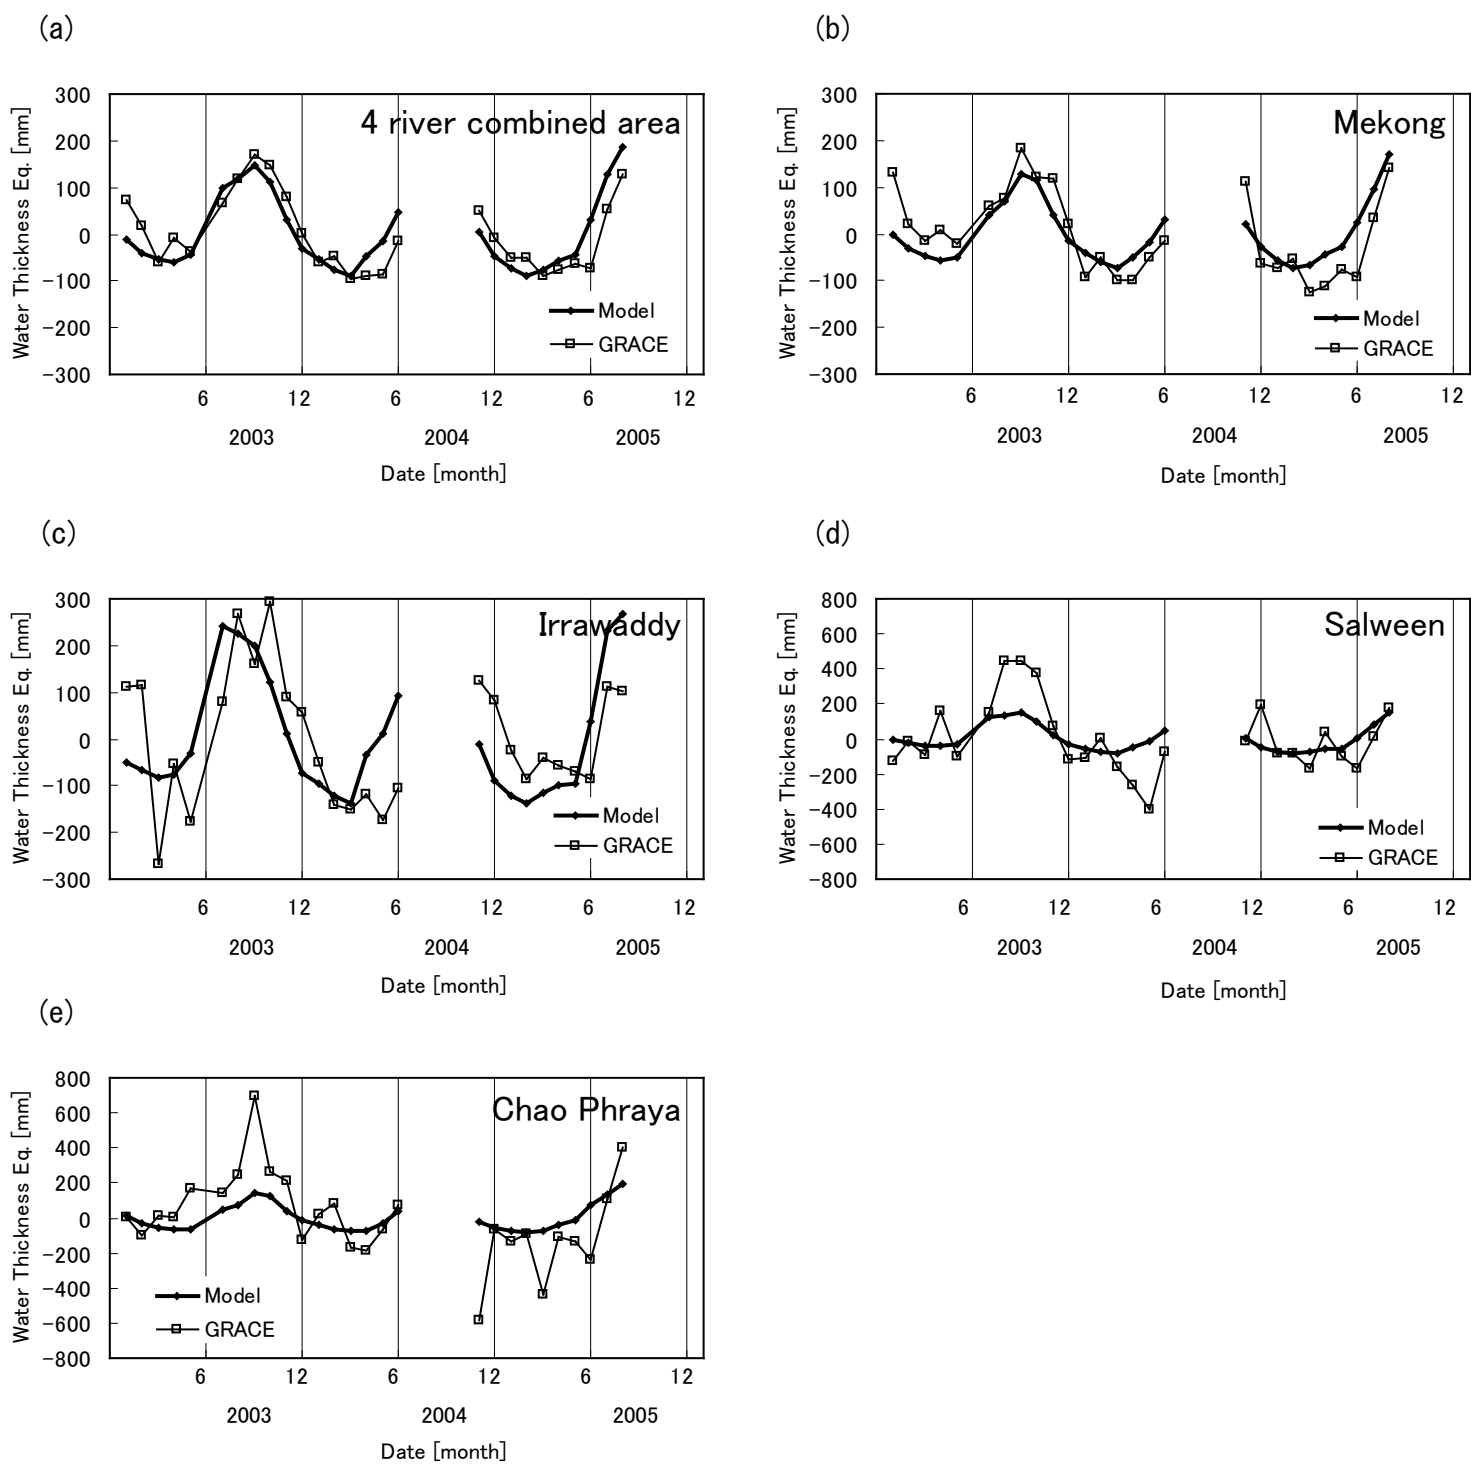 (a)
300
200
100
0
−100
−200
−300
Water Thickness Eq. [mm]
4 river combined area
Model
GRACE
6 12 6 12 6 12
2003 2004 2005
Date [month]
(b)
300
200
100
0
−100
−200
−300
Water Thickness Eq. [mm]
Mekong
Model
GRACE
6 12 6 12 6 12
2003 2004 2005
Date [month]
(c)
300
200
100
0
−100
−200
−300
Water Thickness Eq. [mm]
Irrawaddy
Model
GRACE
6 12 6 12 6 12
2003 2004 2005
Date [month]
(d)
800
600
400
200
0
−200
−400
−600
−800
Water Thickness Eq. [mm]
Salween
Model
GRACE
6 12 6 12 6 12
2003 2004 2005
Date [month]
(e)
800
600
400
200
0
−200
−400
−600
−800
Water Thickness Eq. [mm]
Chao Phraya
Model
GRACE
6 12 6 12 6 12
2003 2004 2005
Date [month]